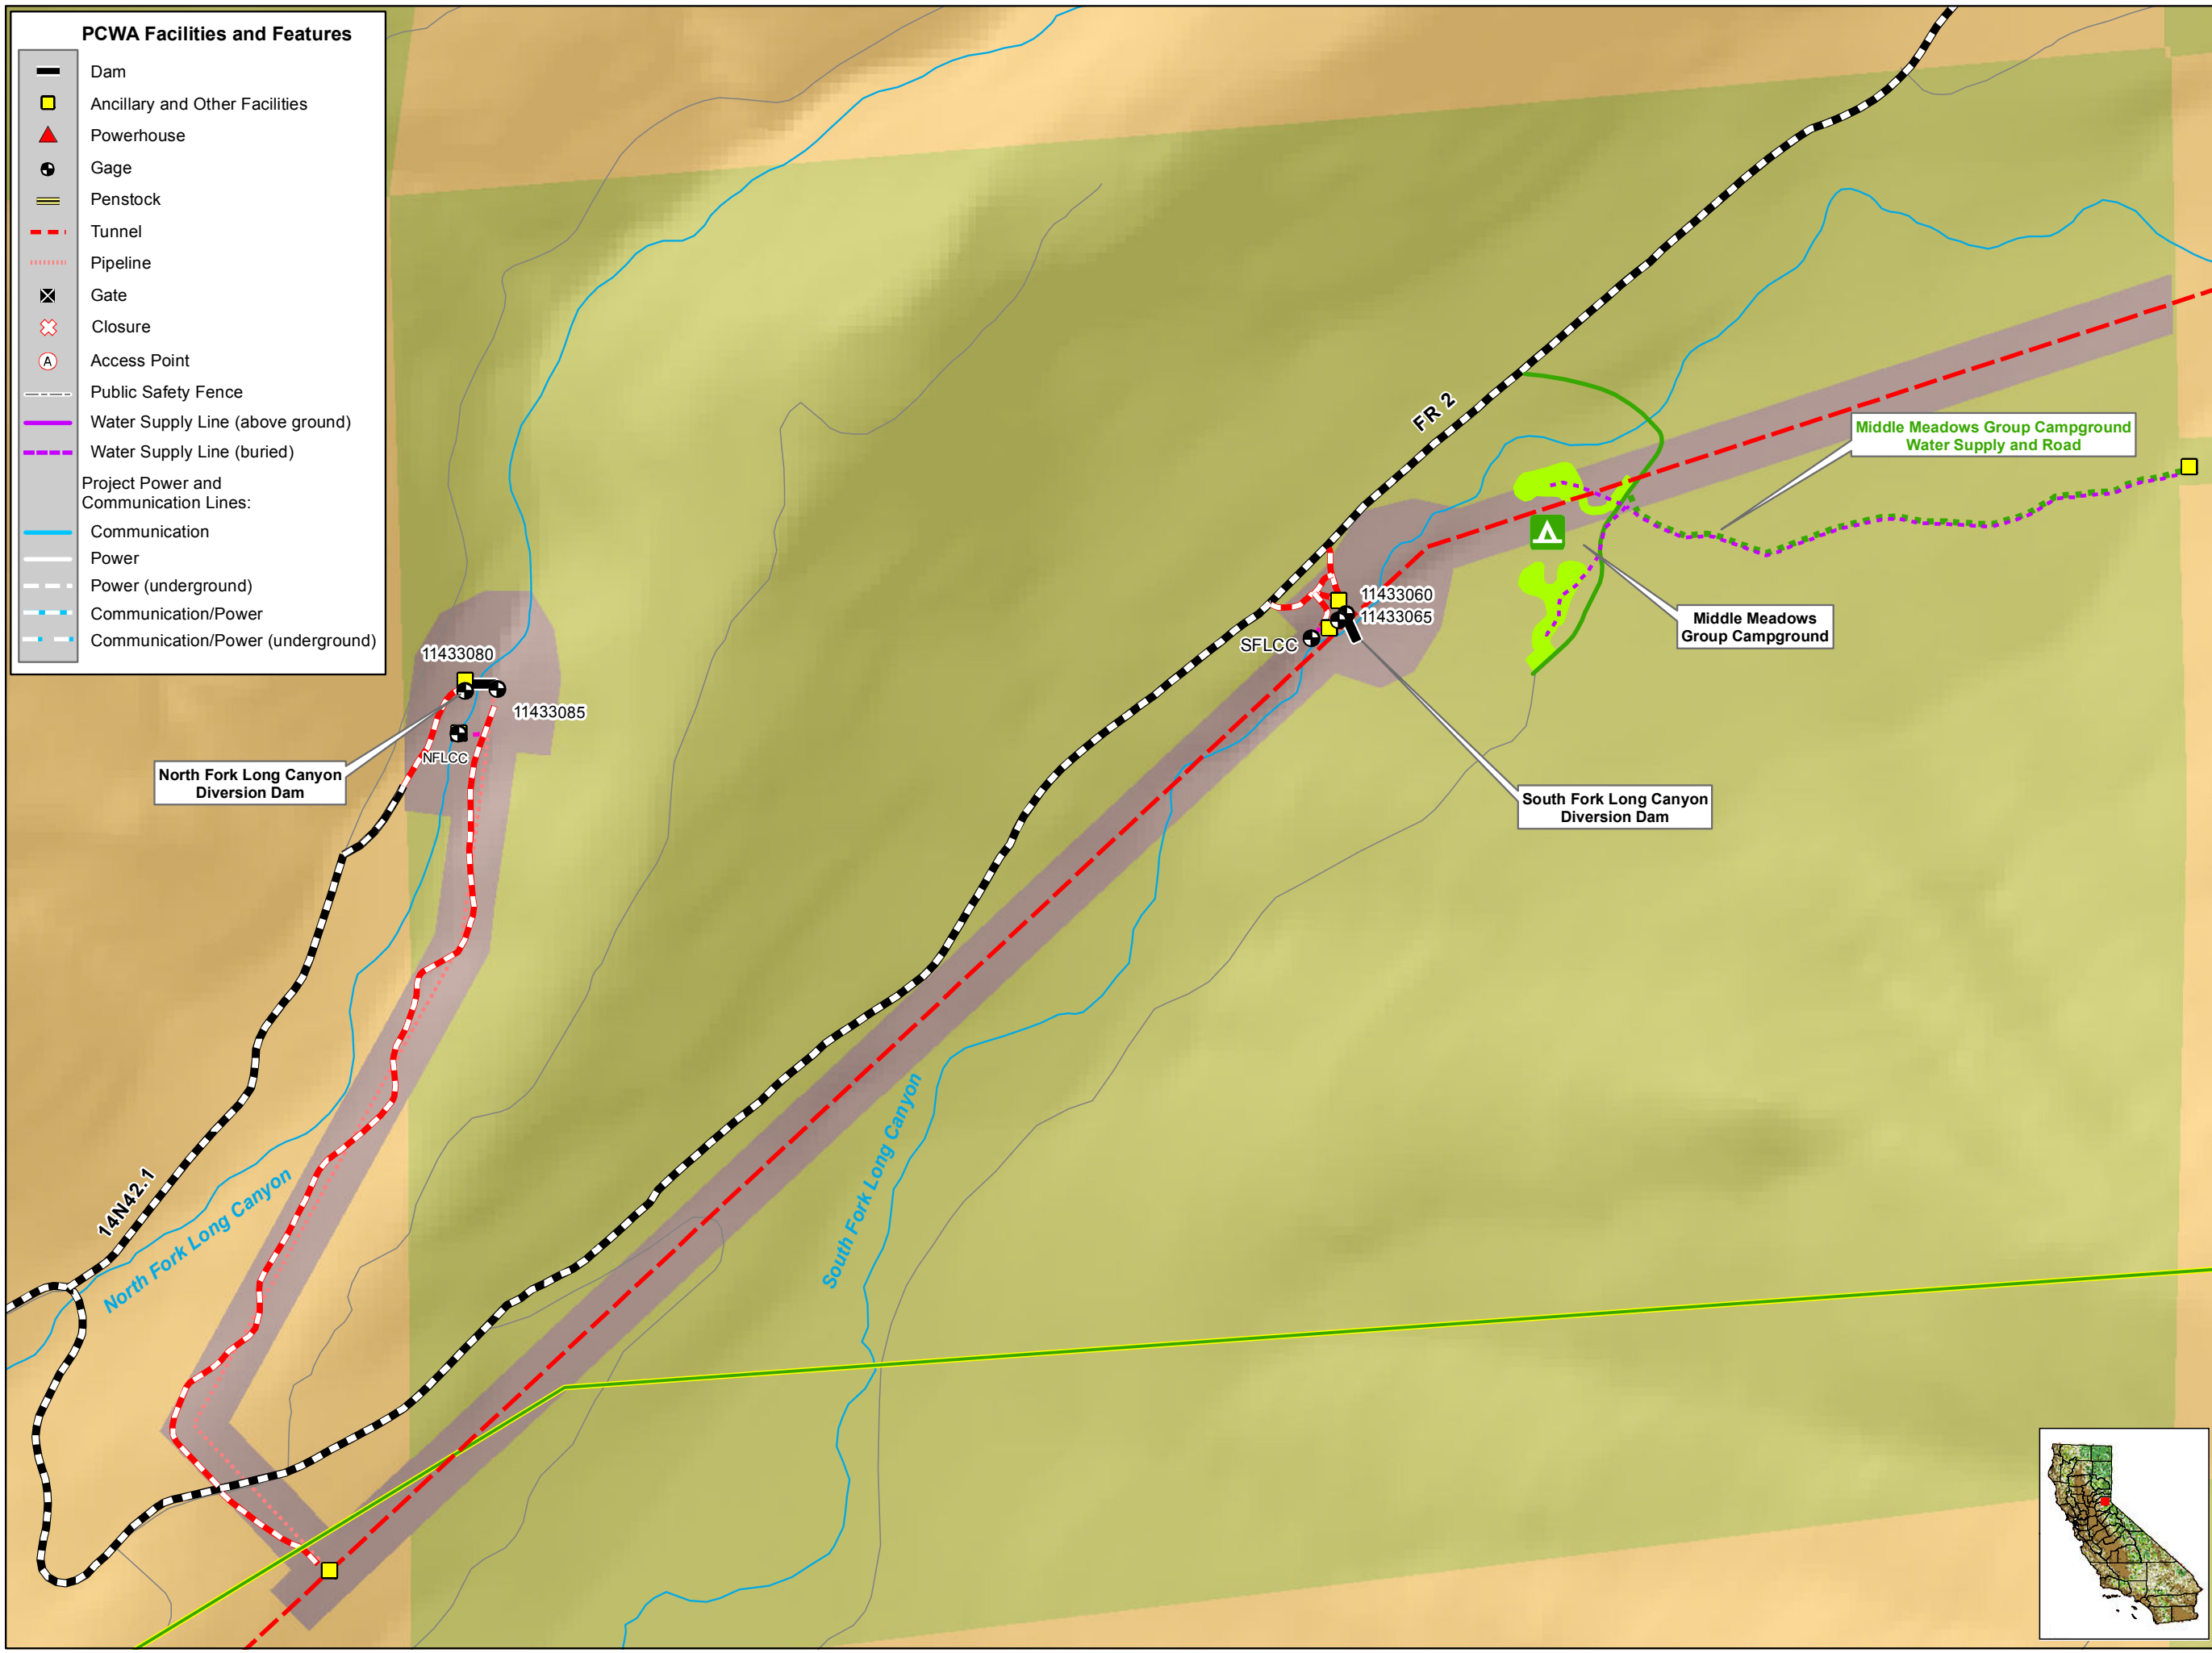 PCWA Facilities and Features
Dam
Ancillary and Other Facilities
Powerhouse
Gage
Penstock
Tunnel
Pipeline
Gate
Closure
A
Access Point
Public Safety Fence
Water Supply Line (above ground)
Water Supply Line (buried)
Project Power and
Communication Lines:
Communication
Power
Power (underground)
Communication/Power
Communication/Power (underground)
FR 2
Middle Meadows Group Campground
Water Supply and Road
11433060
11433065
SFLCC
Middle Meadows
Group Campground
11433080
11433085
NFLCC
North Fork Long Canyon
Diversion Dam
South Fork Long Canyon
Diversion Dam
14N42.1
North Fork Long Canyon
South Fork Long Canyon